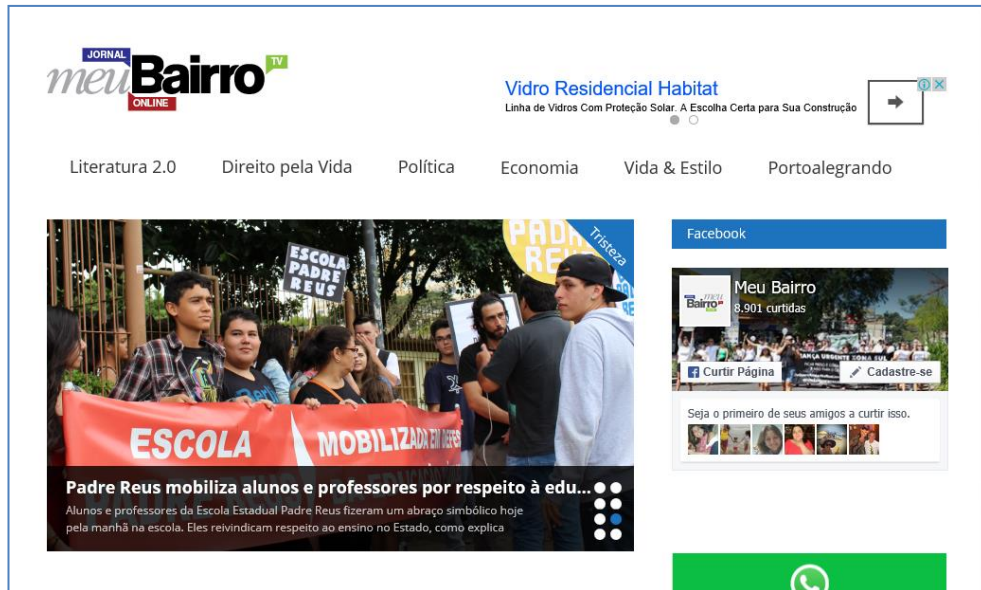 JORNAL
meu Bairro TV
ONLINE
Vidro Residencial Habitat
Linha de Vidros Com Proteção Solar. A Escolha Certa para Sua Construção
Literatura 2.0 Direito pela Vida Política Economia Vida & Estilo Portoalegrando
Tristeza
PADRE
REUS
ESCOLA
PADRE
REUS
ESCOLA MOBILIZADA EM DEFESA
Padre Reus mobiliza alunos e professores por respeito à edu...
Alunos e professores da Escola Estadual Padre Reus fizeram um abraço simbólico hoje
pela manhã na escola. Eles reivindicam respeito ao ensino no Estado, como explica
Facebook
meu
Bairro
Meu Bairro
8.901 curtidas
Curtir Página Cadastre-se
Seja o primeiro de seus amigos a curtir isso.